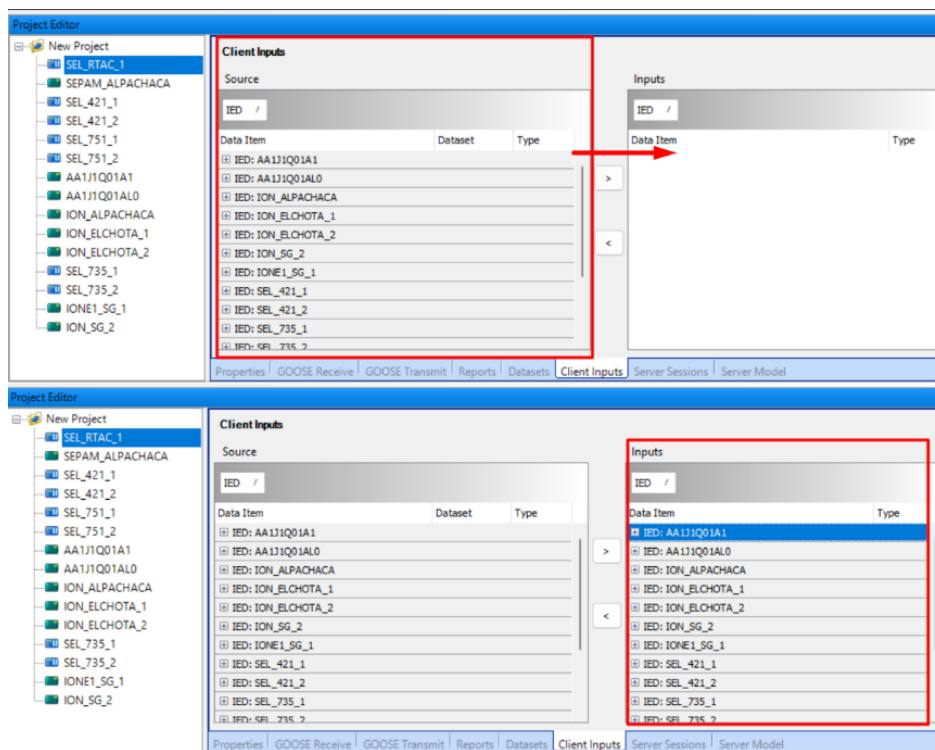 Project Editor
New Project
SEL_RTAC_1
SEPAM_ALPACHACA
SEL_421_1
SEL_421_2
SEL_751_1
SEL_751_2
AA1J1Q01A1
AA1J1Q01AL0
ION_ALPACHACA
ION_ELCHOTA_1
ION_ELCHOTA_2
SEL_735_1
SEL_735_2
IONE1_SG_1
ION_SG_2
Client Inputs
Source
IED /
Data Item Dataset Type
IED: AA1J1Q01A1
IED: AA1J1Q01AL0
IED: ION_ALPACHACA
IED: ION_ELCHOTA_1
IED: ION_ELCHOTA_2
IED: ION_SG_2
IED: IONE1_SG_1
IED: SEL_421_1
IED: SEL_421_2
IED: SEL_735_1
IED: SEL_735_2
>
<
Inputs
IED /
Data Item Type
Properties GOOSE Receive GOOSE Transmit Reports Datasets Client Inputs Server Sessions Server Model
Project Editor
New Project
SEL_RTAC_1
SEPAM_ALPACHACA
SEL_421_1
SEL_421_2
SEL_751_1
SEL_751_2
AA1J1Q01A1
AA1J1Q01AL0
ION_ALPACHACA
ION_ELCHOTA_1
ION_ELCHOTA_2
SEL_735_1
SEL_735_2
IONE1_SG_1
ION_SG_2
Client Inputs
Source
IED /
Data Item Dataset Type
IED: AA1J1Q01A1
IED: AA1J1Q01AL0
IED: ION_ALPACHACA
IED: ION_ELCHOTA_1
IED: ION_ELCHOTA_2
IED: ION_SG_2
IED: IONE1_SG_1
IED: SEL_421_1
IED: SEL_421_2
IED: SEL_735_1
IED: SEL_735_2
>
<
Inputs
IED /
Data Item Type
IED: AA1J1Q01A1
IED: AA1J1Q01AL0
IED: ION_ALPACHACA
IED: ION_ELCHOTA_1
IED: ION_ELCHOTA_2
IED: ION_SG_2
IED: IONE1_SG_1
IED: SEL_421_1
IED: SEL_421_2
IED: SEL_735_1
IED: SEL_735_2
Properties GOOSE Receive GOOSE Transmit Reports Datasets Client Inputs Server Sessions Server Model